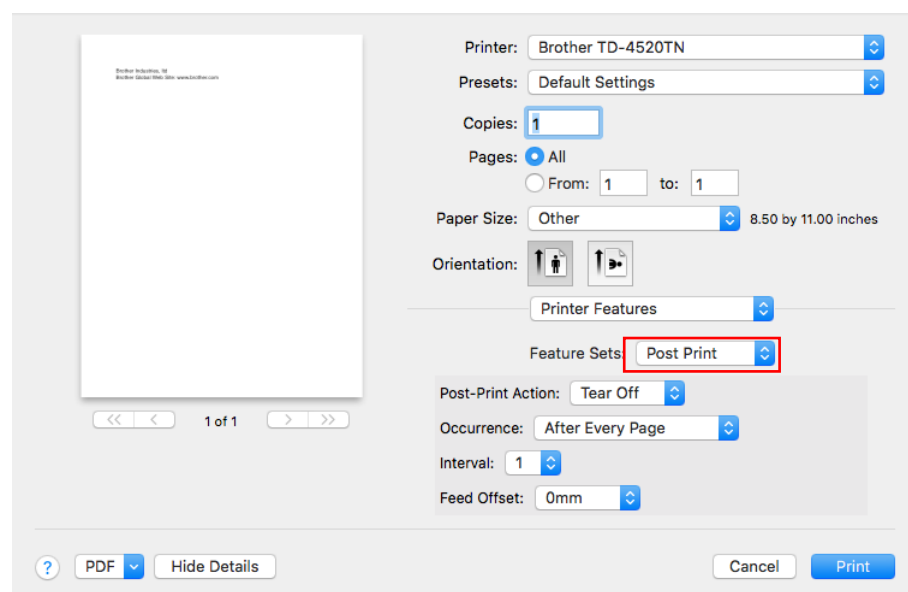 Brother Industries, ltd
Brother Global Web Site: www.brother.com
<< < 1 of 1 > >>
Printer: Brother TD-4520TN
Presets: Default Settings
Copies: 1
Pages: All
From: 1 to: 1
Paper Size: Other 8.50 by 11.00 inches
Orientation:
Printer Features
Feature Sets: Post Print
Post-Print Action: Tear Off
Occurrence: After Every Page
Interval: 1
Feed Offset: 0mm
? PDF Hide Details Cancel Print